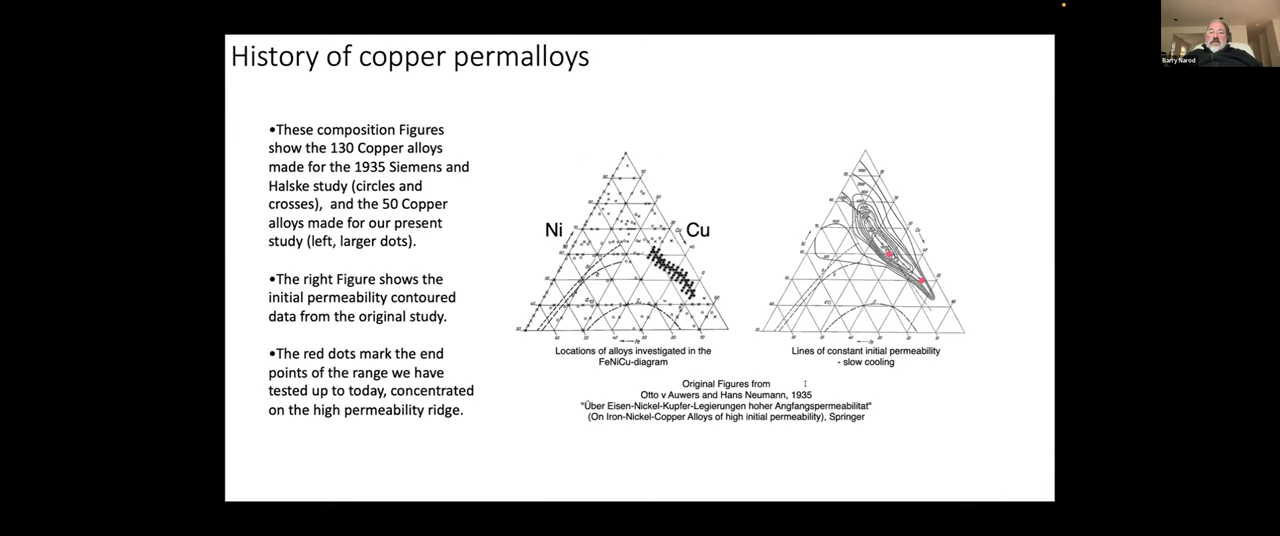 History of copper permalloys
•These composition Figures
show the 130 Copper alloys
made for the 1935 Siemens and
Halske study (circles and
crosses), and the 50 Copper
alloys made for our present
study (left, larger dots).
•The right Figure shows the
initial permeability contoured
data from the original study.
•The red dots mark the end
points of the range we have
tested up to today, concentrated
on the high permeability ridge.
Ni
Cu
Locations of alloys investigated in the
FeNiCu-diagram
Lines of constant initial permeability
- slow cooling
Original Figures from
Otto v Auwers and Hans Neumann, 1935
"Über Eisen-Nickel-Kupfer-Legierungen hoher Angfangspermeabilitat"
(On Iron-Nickel-Copper Alloys of high initial permeability), Springer
Barry Narod